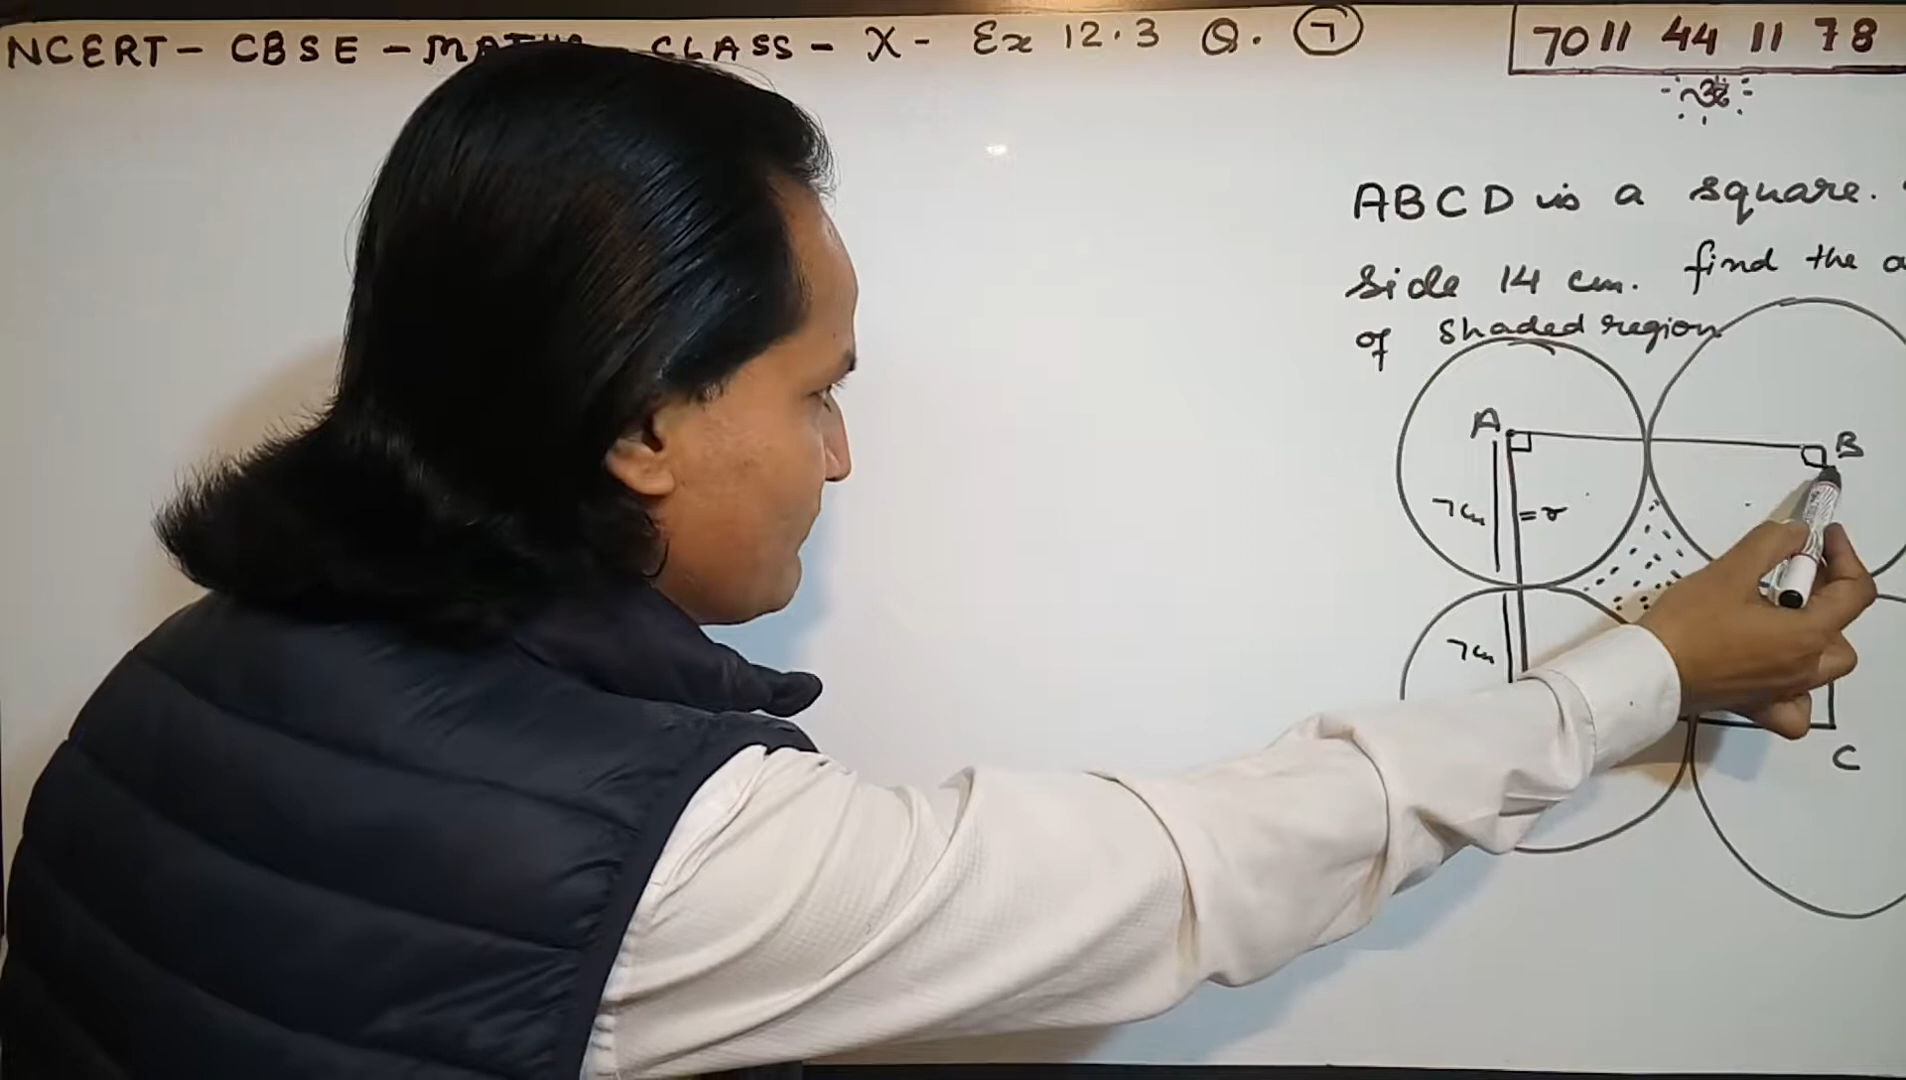 NCERT - CBSE - MATHS - CLASS - X - Ex 12.3 Q. 7
7011 44 11 78
ABCD is a square.
Side 14 cm. find the
of shaded region
A
B
7cm
= r
7cm
C